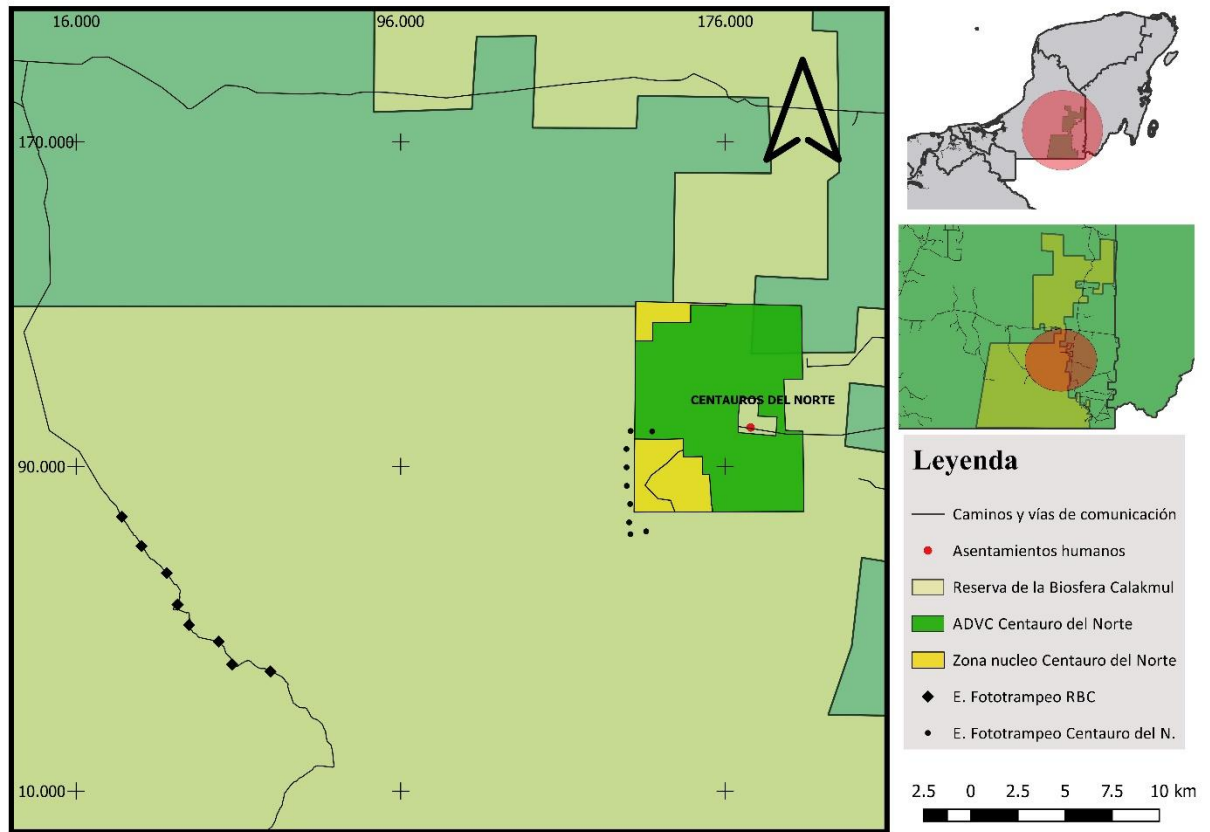 16.000 96.000 176.000
170.000
CENTAUROS DEL NORTE
90.000
10.000
Leyenda
Caminos y vías de comunicación
Asentamientos humanos
Reserva de la Biosfera Calakmul
ADVC Centauro del Norte
Zona nucleo Centauro del Norte
E. Fototrampeo RBC
E. Fototrampeo Centauro del N.
2.5 0 2.5 5 7.5 10 km